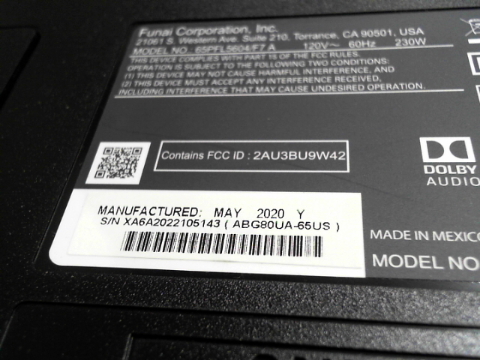 Funai Corporation, Inc.
21061 S. Western Ave., Suite 210, Torrance, CA 90501, USA
MODEL NO. 65PFL5604/F7 A 120V~ 60Hz 230W
THIS DEVICE COMPLIES WITH PART 15 OF THE FCC RULES.
OPERATION IS SUBJECT TO THE FOLLOWING TWO CONDITIONS:
(1) THIS DEVICE MAY NOT CAUSE HARMFUL INTERFERENCE, AND
(2) THIS DEVICE MUST ACCEPT ANY INTERFERENCE RECEIVED,
INCLUDING INTERFERENCE THAT MAY CAUSE UNDESIRED OPERATION.
Contains FCC ID : 2AU3BU9W42
DOLBY
AUDIO
MANUFACTURED: MAY 2020 Y
S/N XA6A2022105143 ( ABG80UA-65US )
MADE IN MEXICO
MODEL NO